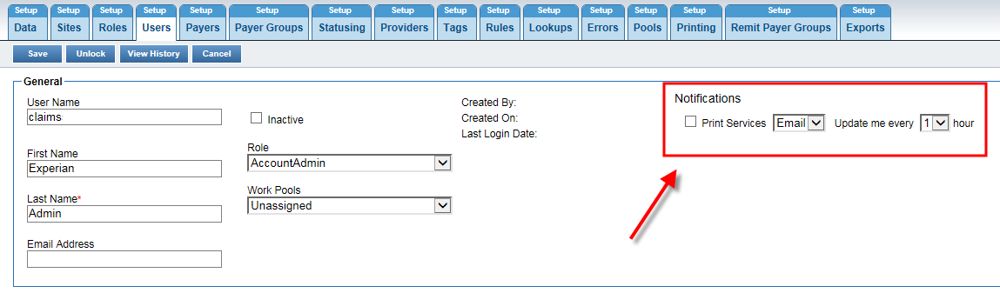 Setup Setup Setup Setup Setup Setup Setup Setup Setup Setup Setup Setup Setup Setup Setup Setup
Data Sites Roles Users Payers Payer Groups Statusing Providers Tags Rules Lookups Errors Pools Printing Remit Payer Groups Exports
Save Unlock View History Cancel
General
User Name
claims
Inactive
First Name
Experian
Role
AccountAdmin
Last Name*
Admin
Work Pools
Unassigned
Email Address
Created By:
Created On:
Last Login Date:
Notifications
Print Services Email Update me every 1 hour